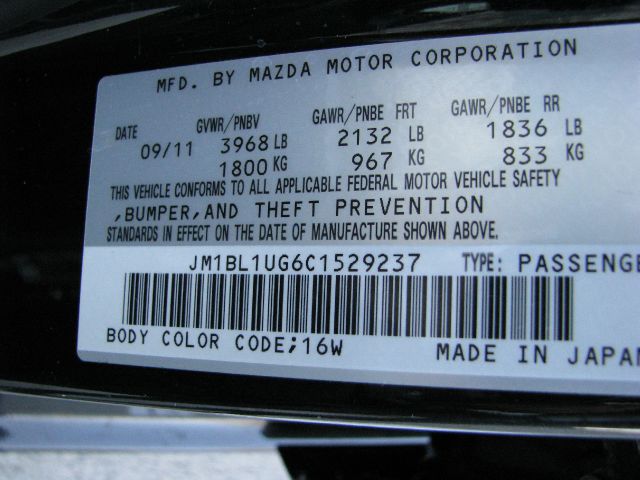 MFD. BY MAZDA MOTOR CORPORATION
DATE GVWR/PNBV GAWR/PNBE FRT GAWR/PNBE RR
09/11 3968 LB 2132 LB 1836 LB
1800 KG 967 KG 833 KG
THIS VEHICLE CONFORMS TO ALL APPLICABLE FEDERAL MOTOR VEHICLE SAFETY
,BUMPER,AND THEFT PREVENTION
STANDARDS IN EFFECT ON THE DATE OF MANUFACTURE SHOWN ABOVE.
JM1BL1UG6C1529237 TYPE: PASSENGE
BODY COLOR CODE;16W MADE IN JAPAN